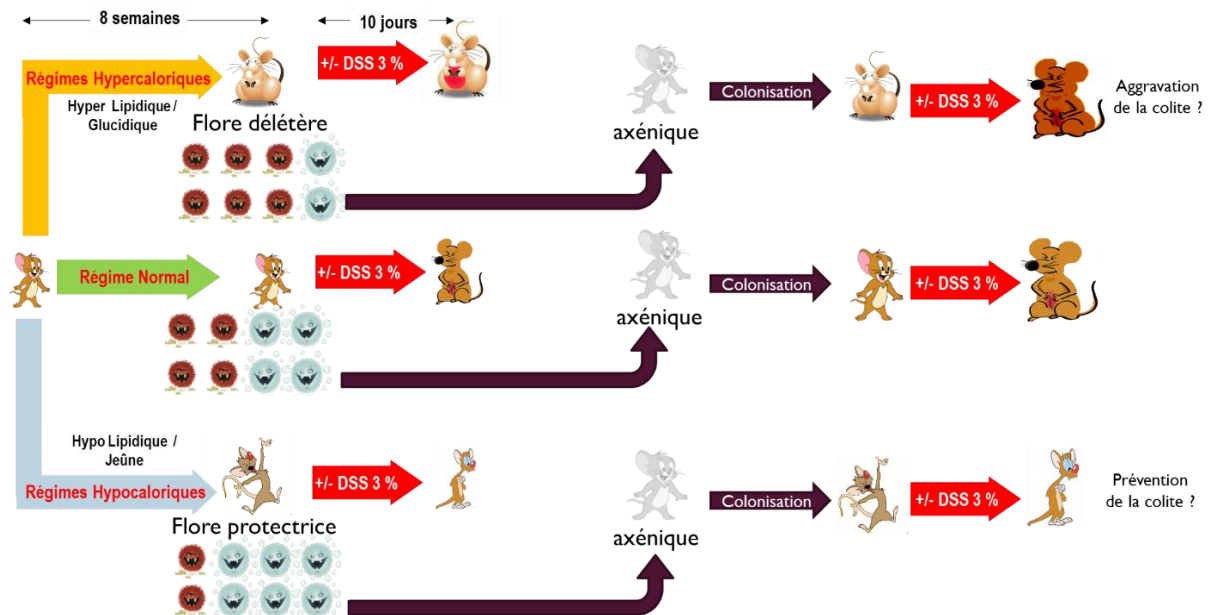 8 semaines
10 jours
Régimes Hypercaloriques
+/- DSS 3 %
Colonisation
+/- DSS 3 %
Aggravation
de la colite ?
Hyper Lipidique /
Glucidique
Flore délétère
axénique
Régime Normal
+/- DSS 3 %
Colonisation
+/- DSS 3 %
axénique
Hypo Lipidique /
Jeûne
Régimes Hypocaloriques
+/- DSS 3 %
Colonisation
+/- DSS 3 %
Prévention
de la colite ?
Flore protectrice
axénique